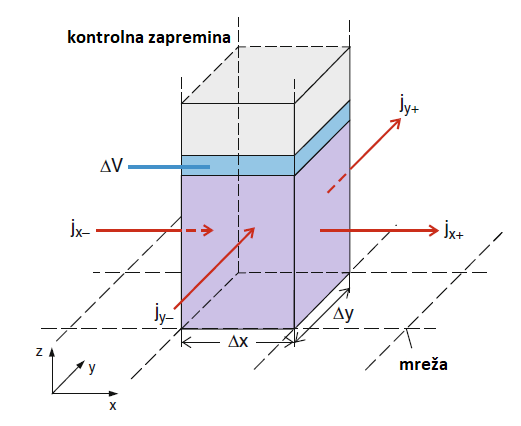 kontrolna zapremina
jy+
ΔV
jx–
jx+
jy–
Δy
Δx
z
y
x
mreža